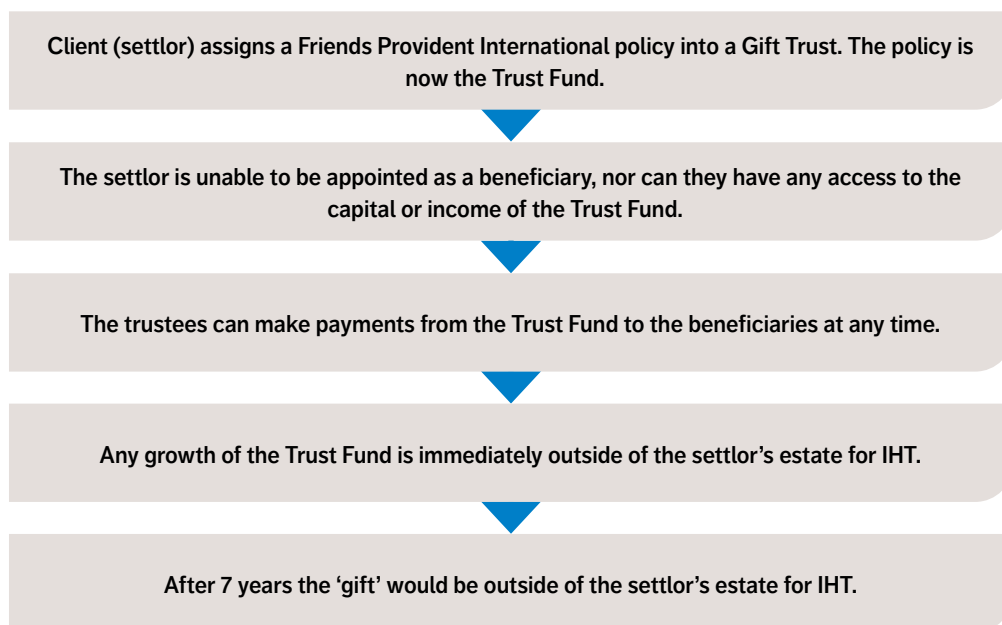 Client (settlor) assigns a Friends Provident International policy into a Gift Trust. The policy is
now the Trust Fund.
The settlor is unable to be appointed as a beneficiary, nor can they have any access to the
capital or income of the Trust Fund.
The trustees can make payments from the Trust Fund to the beneficiaries at any time.
Any growth of the Trust Fund is immediately outside of the settlor’s estate for IHT.
After 7 years the ‘gift’ would be outside of the settlor’s estate for IHT.